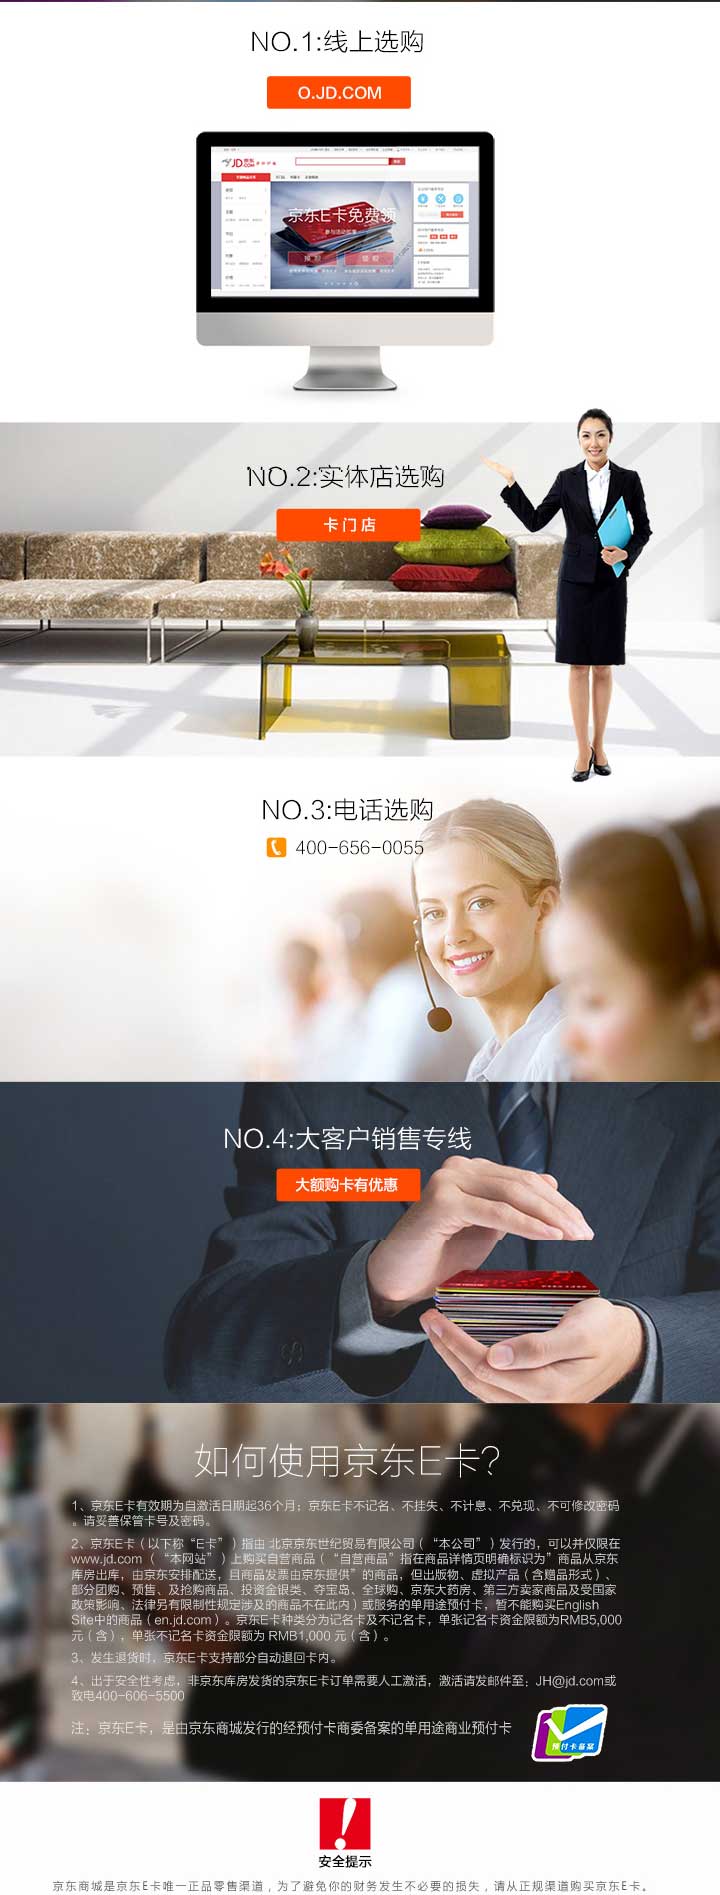 NO.1:线上选购
O.JD.COM
JD 京东
.COM
京东E卡免费领
参与活动就集
NO.2:实体店选购
卡门店
NO.3:电话选购
400-656-0055
NO.4:大客户销售专线
大额购卡有优惠
如何使用京东E卡?
1、京东E卡有效期为自激活日期起36个月；京东E卡不记名、不挂失、不计息、不兑现、不可修改密码
。请妥善保管卡号及密码。
2、京东E卡（以下称“E卡”）指由 北京京东世纪贸易有限公司（“本公司”）发行的，可以并仅限在
www.jd.com（“本网站”）上购买自营商品（“自营商品”指在商品详情页明确标识为”商品从京东
库房出库，由京东安排配送，且商品发票由京东提供”的商品，但出版物、虚拟产品（含赠品形式）、
部分团购、预售、及抢购商品、投资金银类、夺宝岛、全球购、京东大药房、第三方卖家商品及受国家
政策影响、法律另有限制性规定涉及的商品不在此内）或服务的单用途预付卡，暂不能购买English
Site中的商品（en.jd.com）。京东E卡种类分为记名卡及不记名卡，单张记名卡资金限额为RMB5,000
元（含），单张不记名卡资金限额为 RMB1,000 元（含）。
3、发生退货时，京东E卡支持部分自动退回卡内。
4、出于安全性考虑，非京东库房发货的京东E卡订单需要人工激活，激活请发邮件至：JH@jd.com或
致电400-606-5500
注：京东E卡，是由京东商城发行的经预付卡商委备案的单用途商业预付卡
预付卡备案
安全提示
京东商城是京东E卡唯一正品零售渠道，为了避免你的财务发生不必要的损失，请从正规渠道购买京东E卡。